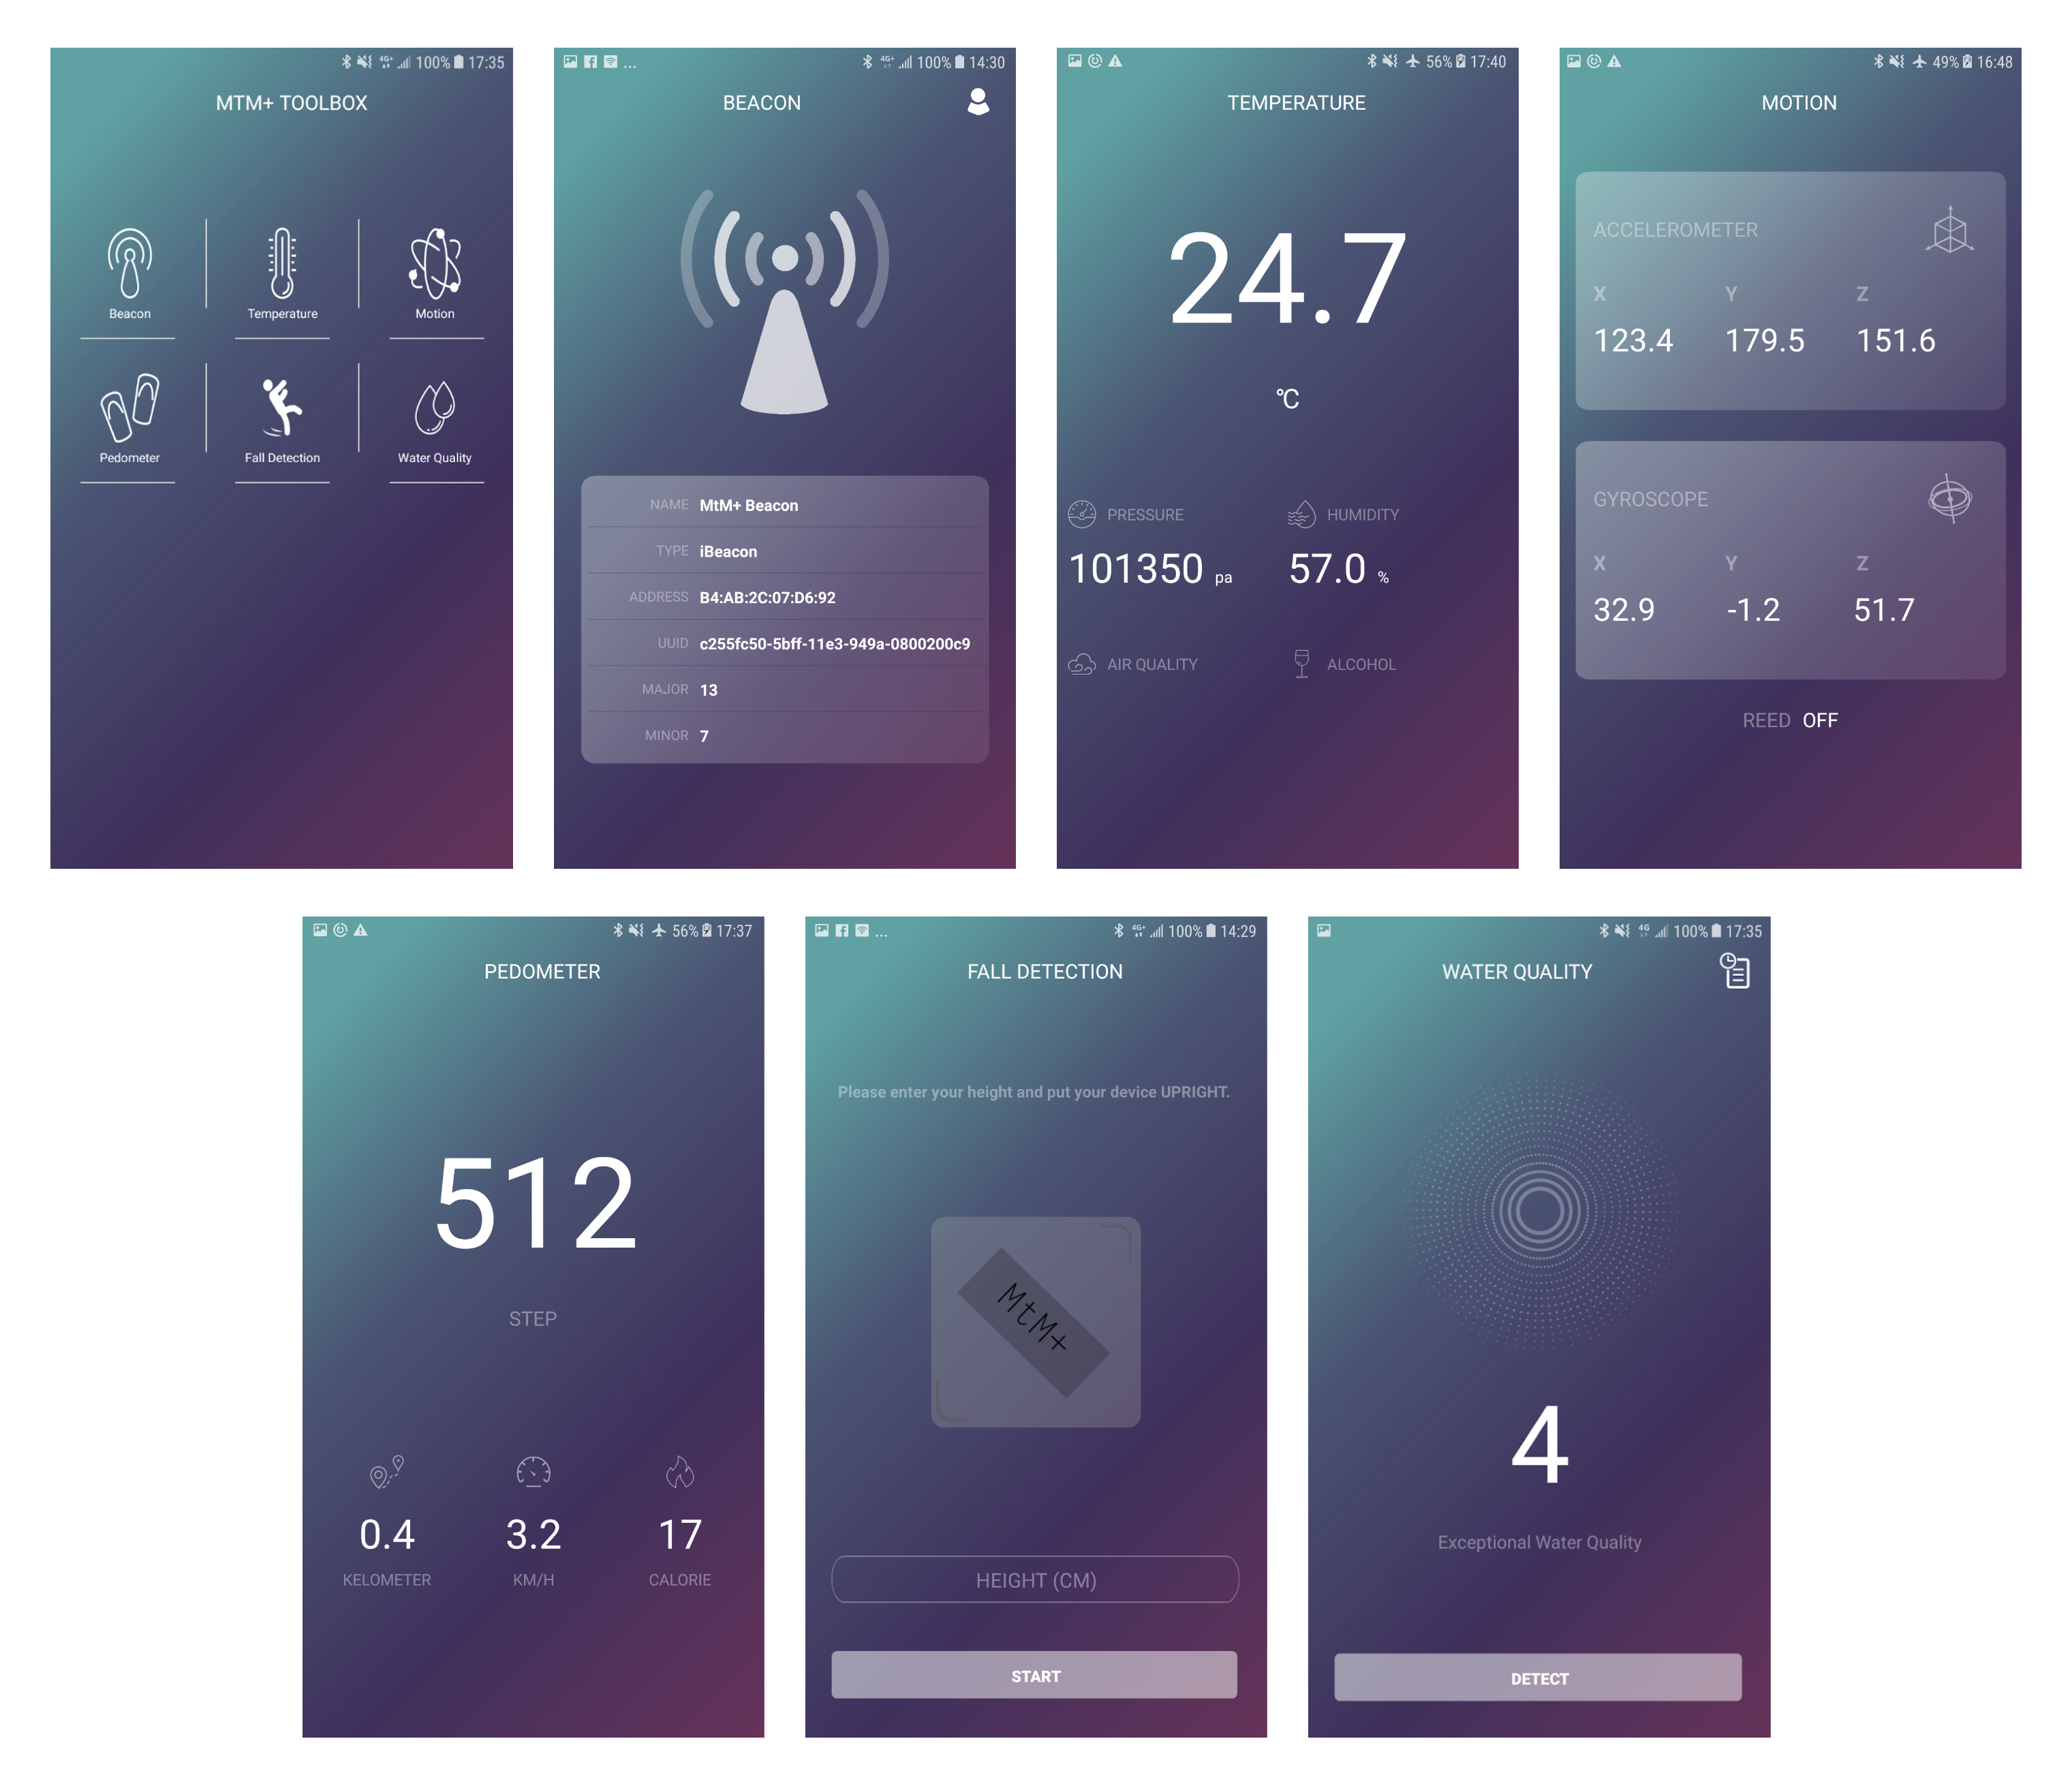 4G+ 100% 17:35
MTM+ TOOLBOX
Beacon
Temperature
Motion
Pedometer
Fall Detection
Water Quality
... 4G+ 100% 14:30
BEACON
NAME MtM+ Beacon
TYPE iBeacon
ADDRESS B4:AB:2C:07:D6:92
UUID c255fc50-5bff-11e3-949a-0800200c9
MAJOR 13
MINOR 7
56% 17:40
TEMPERATURE
24.7
℃
PRESSURE HUMIDITY
101350 pa 57.0 %
AIR QUALITY ALCOHOL
49% 16:48
MOTION
ACCELEROMETER
X Y Z
123.4 179.5 151.6
GYROSCOPE
X Y Z
32.9 -1.2 51.7
REED OFF
56% 17:37
PEDOMETER
512
STEP
0.4 3.2 17
KELOMETER KM/H CALORIE
... 4G+ 100% 14:29
FALL DETECTION
Please enter your height and put your device UPRIGHT.
MtM+
HEIGHT (CM)
START
4G 100% 17:35
WATER QUALITY
4
Exceptional Water Quality
DETECT